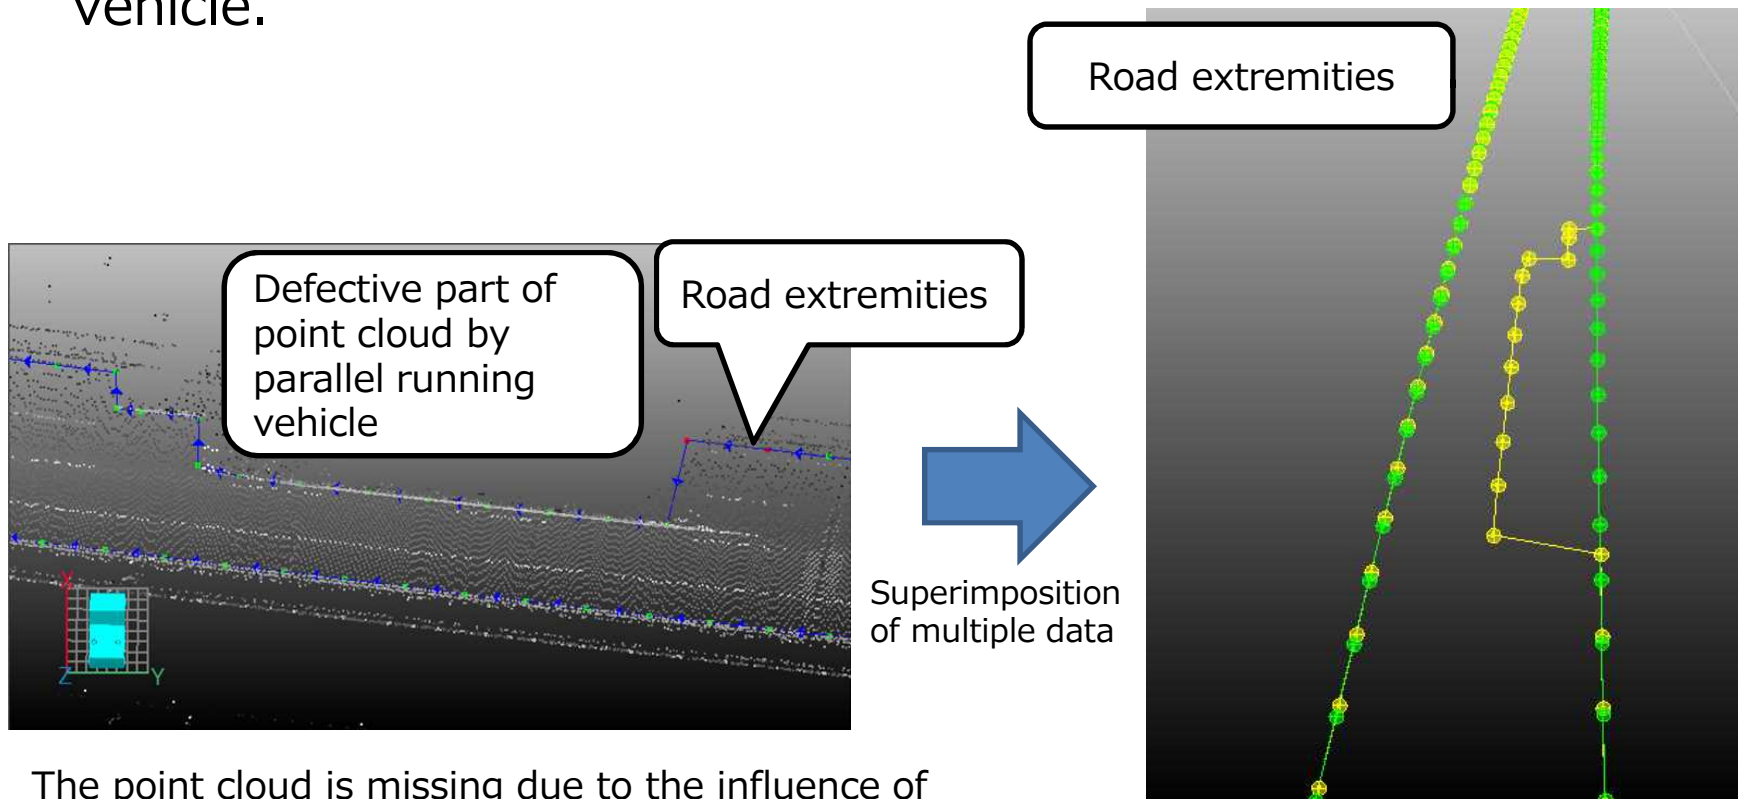 vehicle.
Road extremities
Defective part of
point cloud by
parallel running
vehicle
Road extremities
Superimposition
of multiple data
X
Z
Y
The point cloud is missing due to the influence of